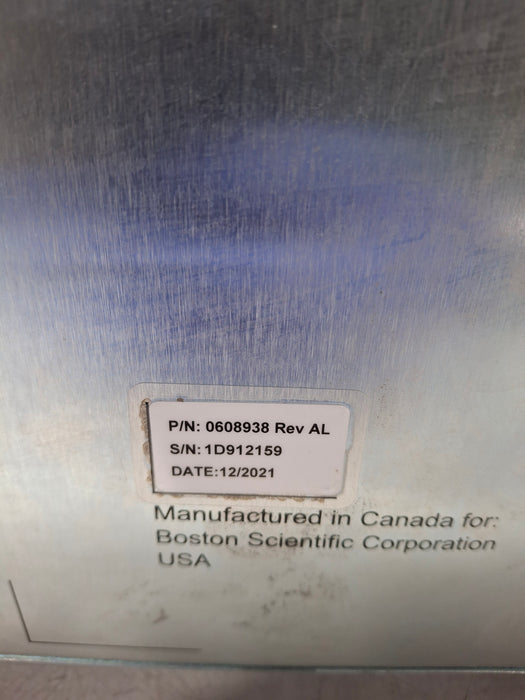 P/N: 0608938 Rev AL
S/N: 1D912159
DATE:12/2021
Manufactured in Canada for:
Boston Scientific Corporation
USA